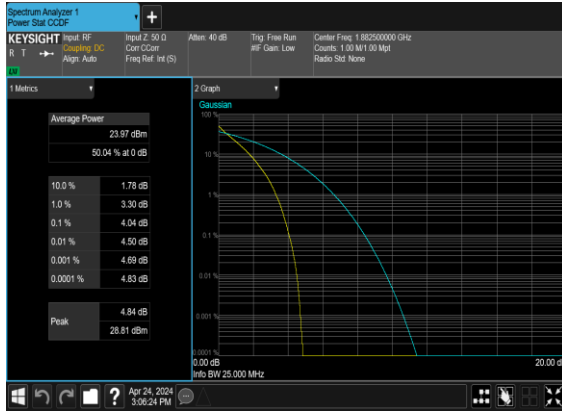 Spectrum Analyzer 1
Power Stat CCDF
+
KEYSIGHT
R T
LU
Input: RF
Coupling: DC
Align: Auto
Input Z: 50 Ω
Corr CCorr
Freq Ref: Int (S)
Atten: 40 dB
Trig: Free Run
#IF Gain: Low
Center Freq: 1.882500000 GHz
Counts: 1.00 M/1.00 Mpt
Radio Std: None
1 Metrics
Average Power
23.97 dBm
50.04 % at 0 dB
10.0 % 1.78 dB
1.0 % 3.30 dB
0.1 % 4.04 dB
0.01 % 4.50 dB
0.001 % 4.69 dB
0.0001 % 4.83 dB
Peak
4.84 dB
28.81 dBm
2 Graph
Gaussian
100 %
10 %
1 %
0.1 %
0.01 %
0.001 %
0.0001 %
0.00 dB 20.00 d
Info BW 25.000 MHz
?
Apr 24, 2024
3:06:24 PM